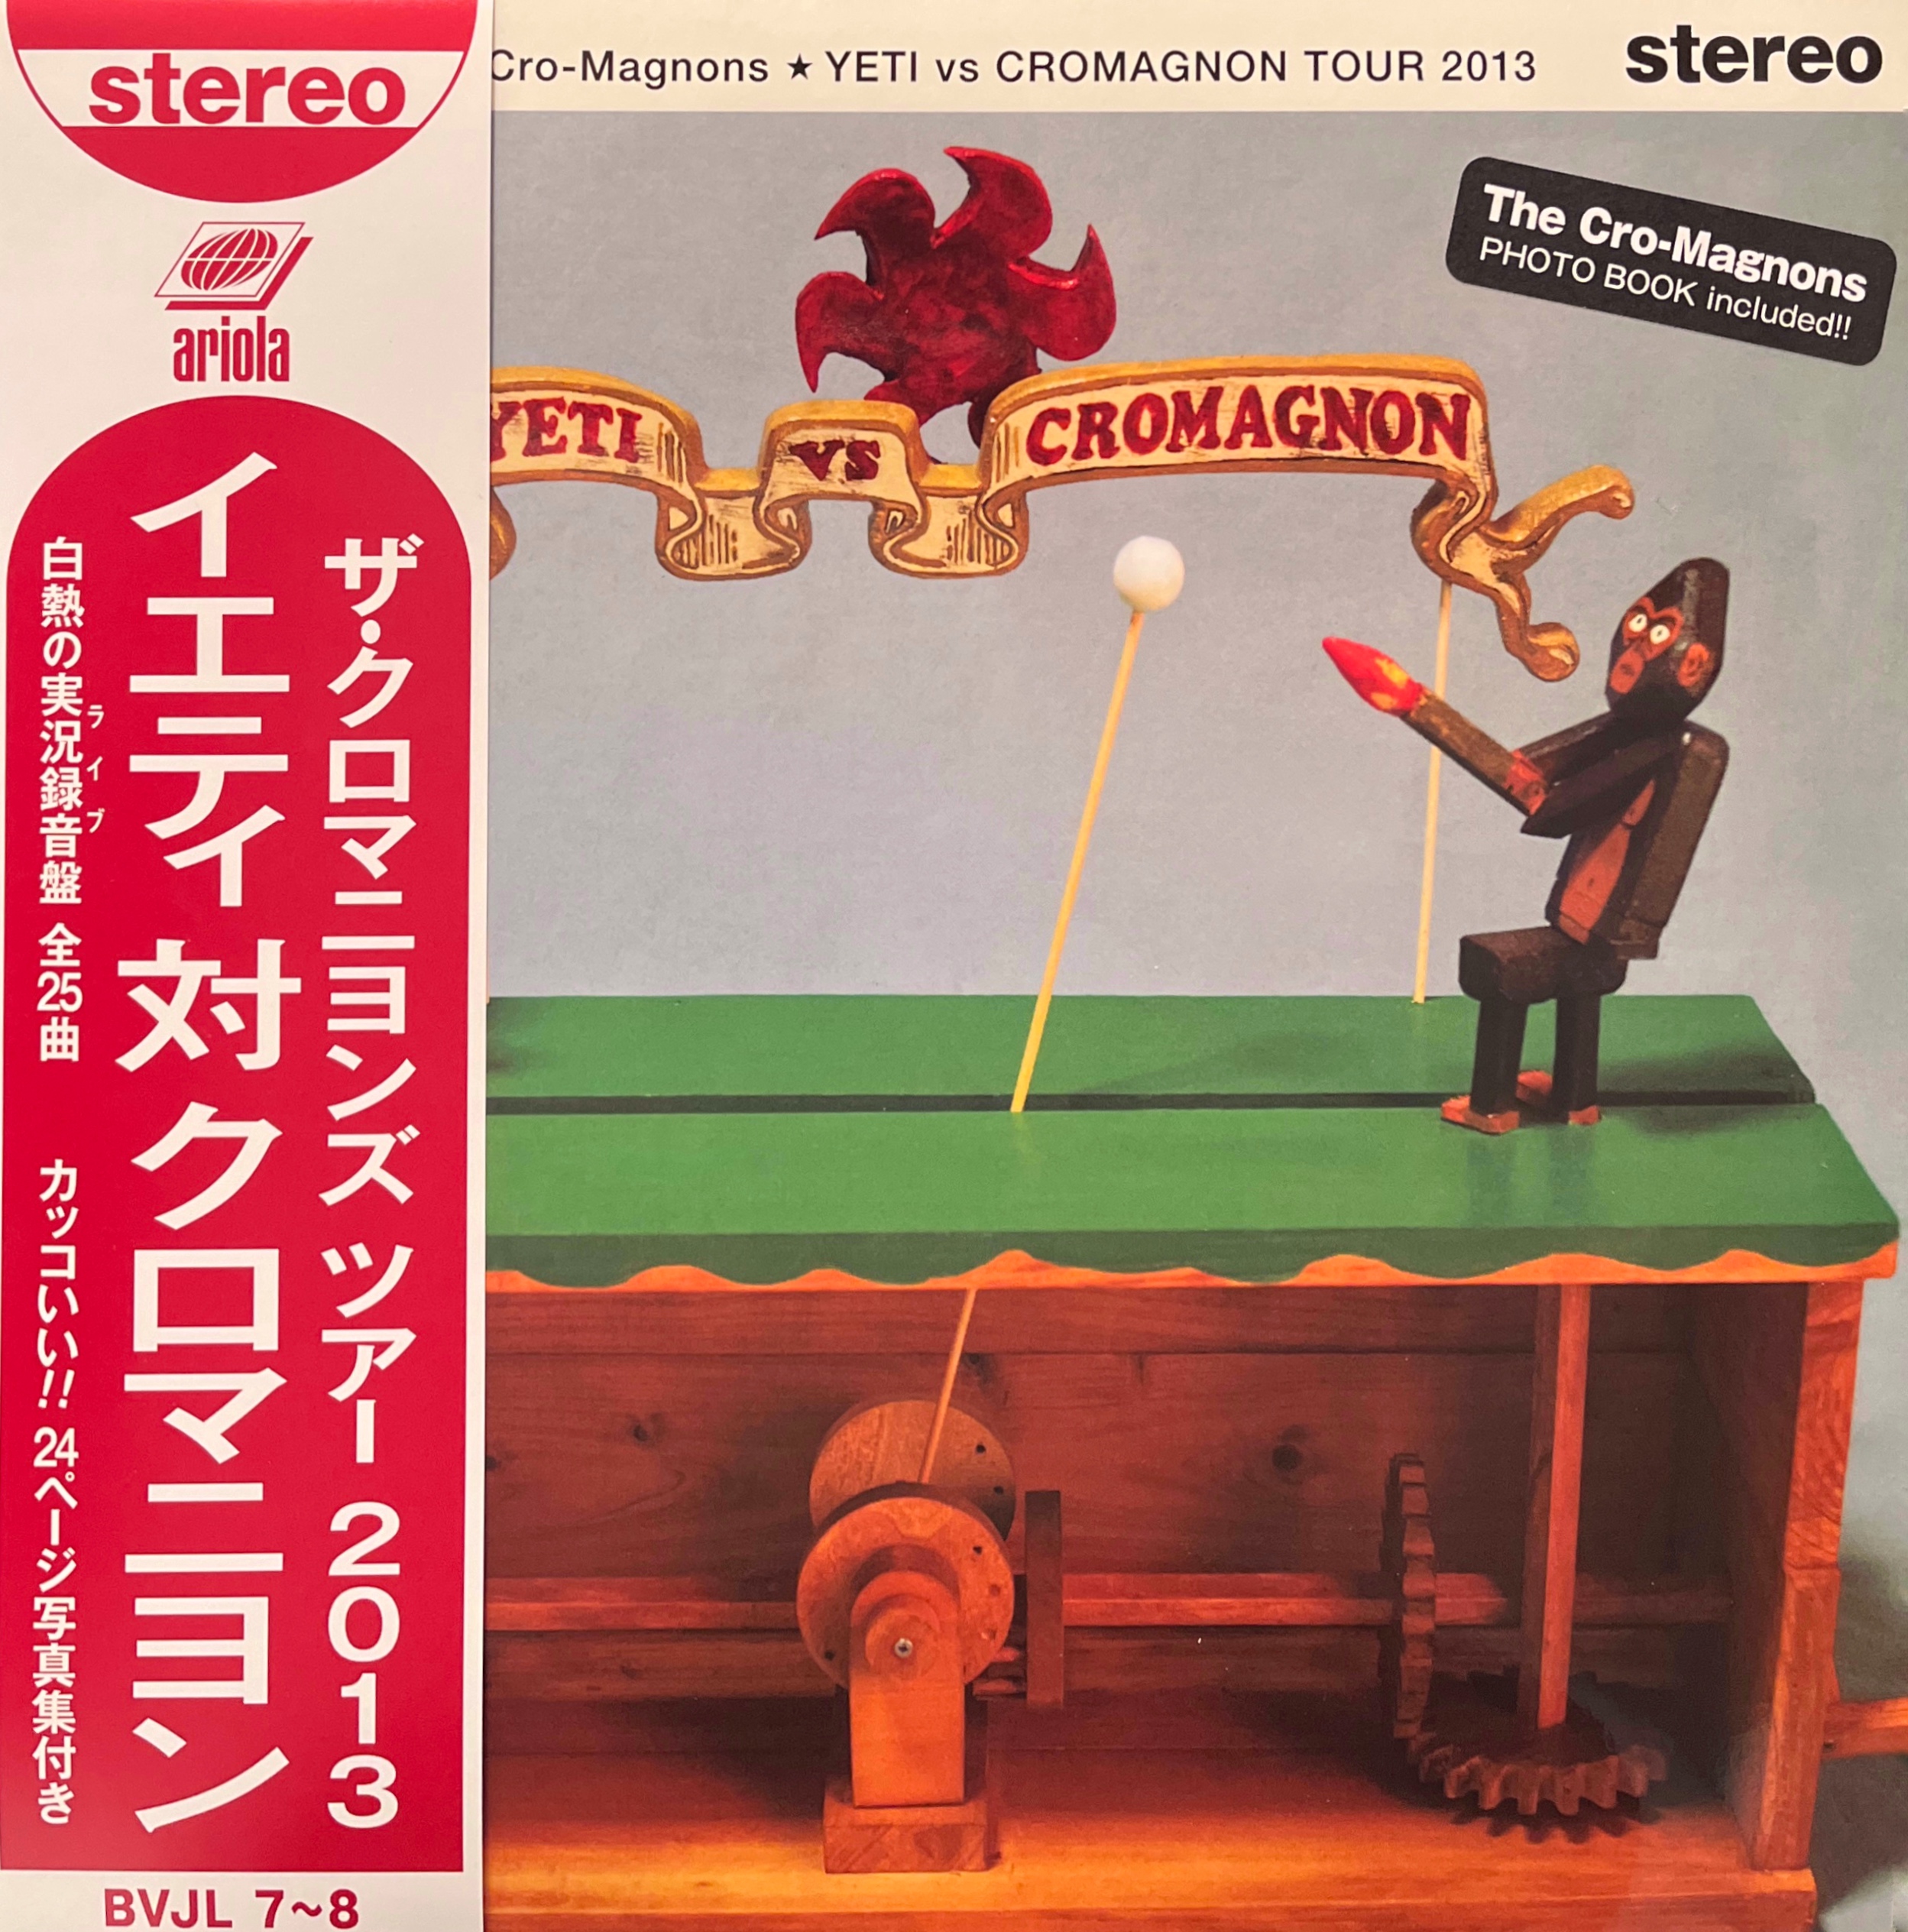 stereo
ariola
ザ・クロマニヨンズ ツアー 2013
イエティ 対 クロマニヨン
白熱の実況録音盤 全25曲 カッコいい!! 24ページ写真集付き
ライブ
BVJL 7~8
Cro-Magnons ★ YETI vs CROMAGNON TOUR 2013
stereo
The Cro-Magnons
PHOTO BOOK included!!
YETI vs CROMAGNON